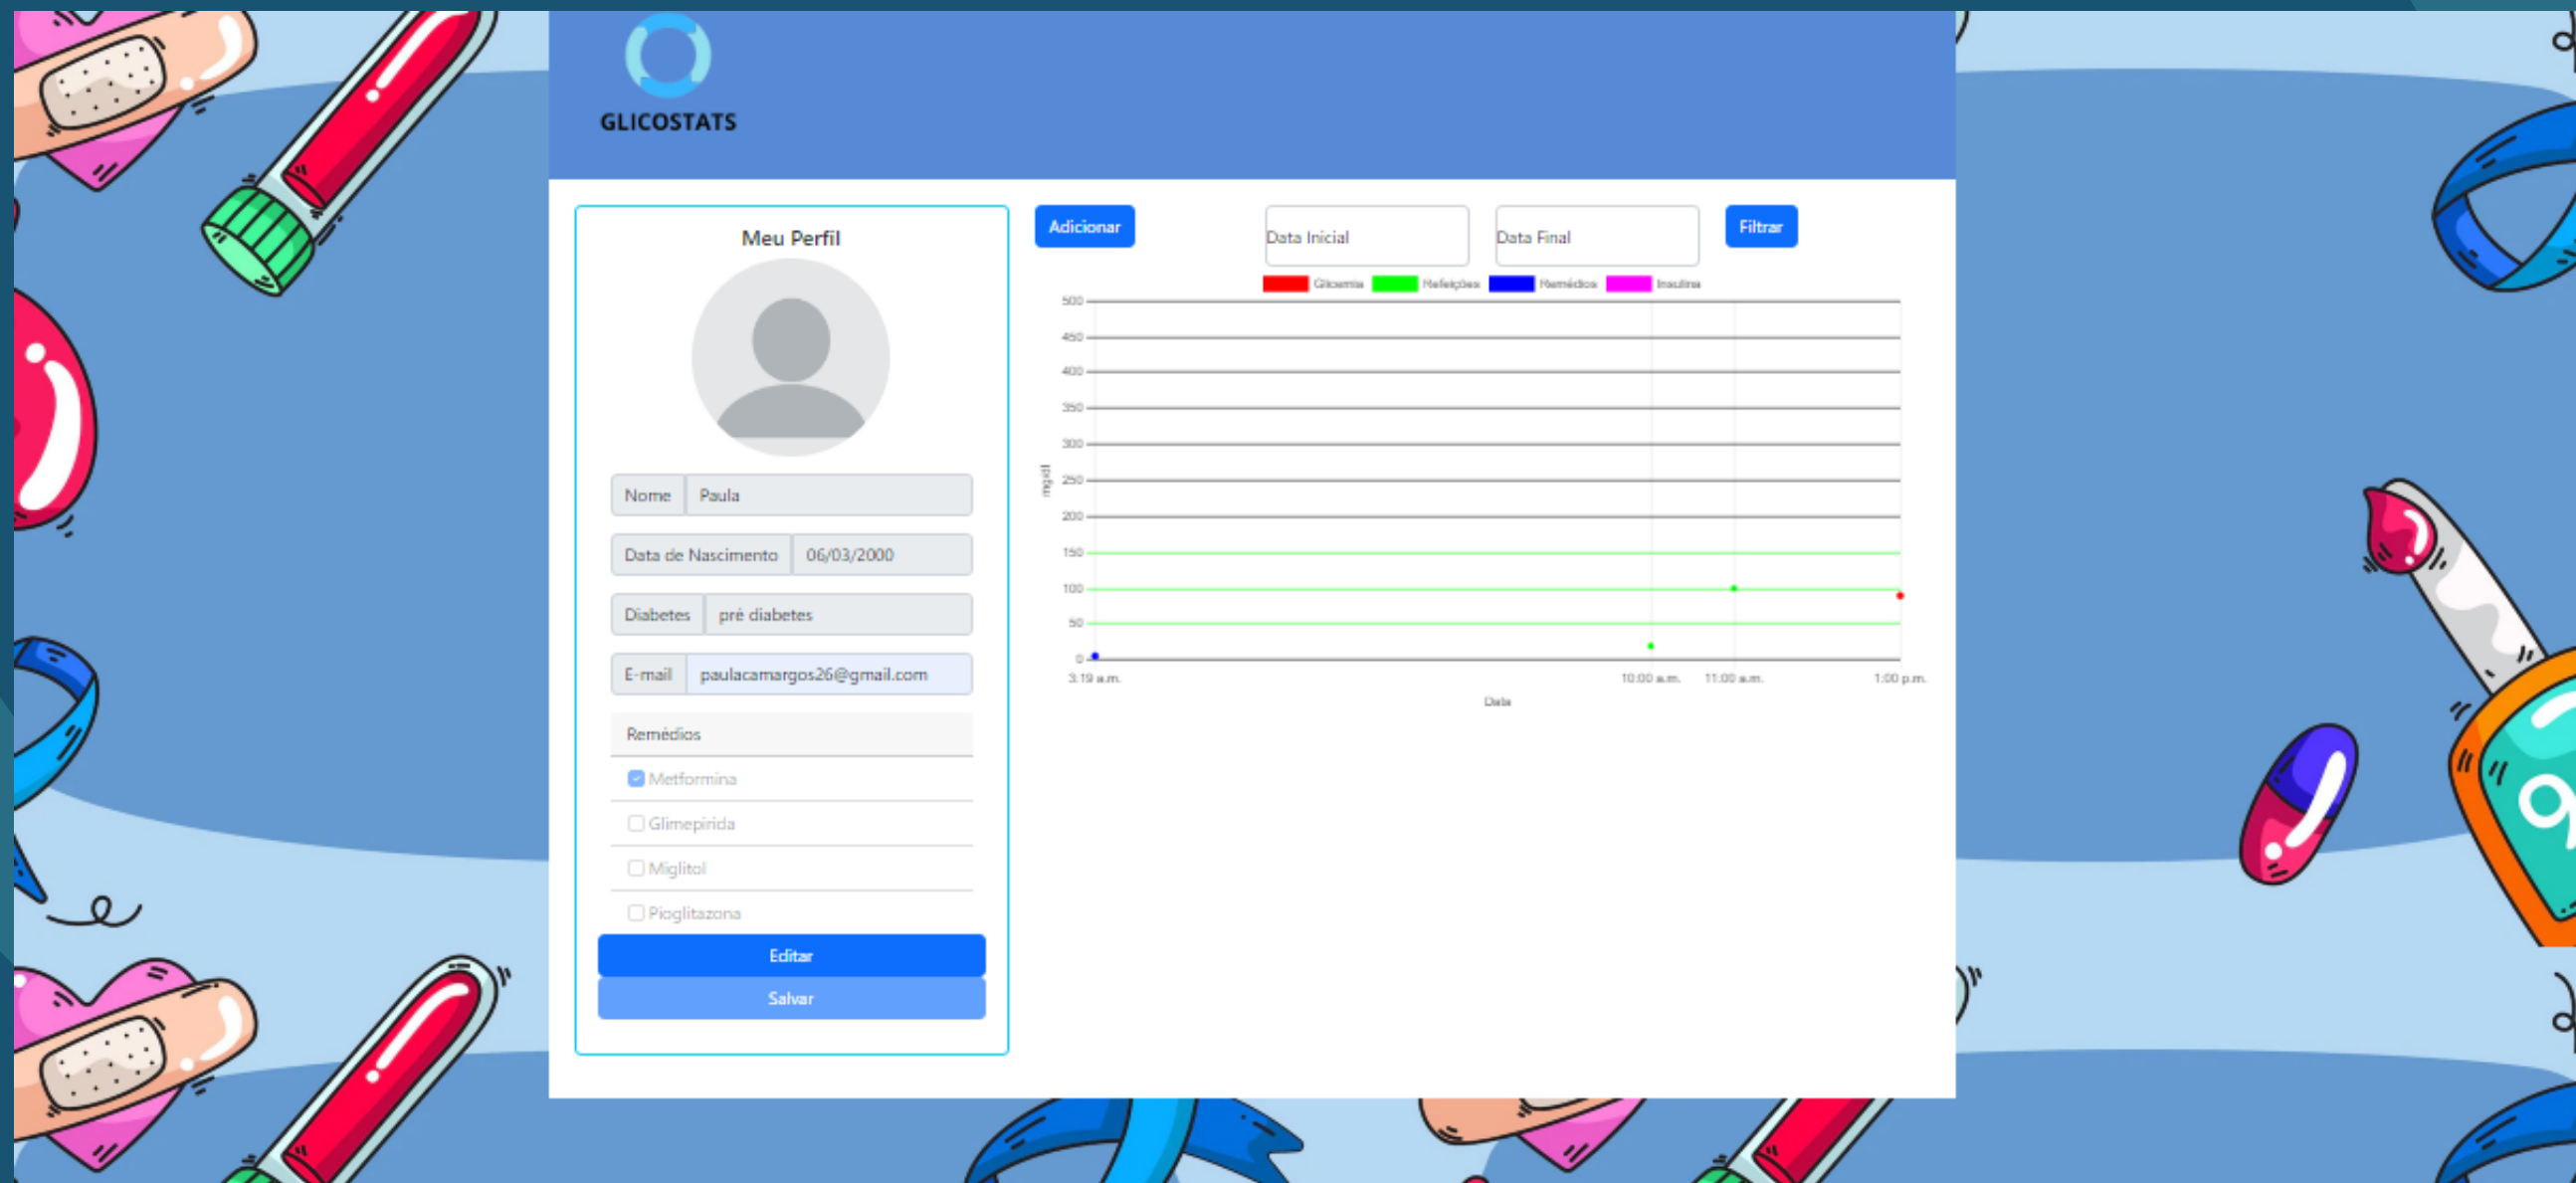 GLICOSTATS
Meu Perfil
Nome Paula
Data de Nascimento 06/03/2000
Diabetes pré diabetes
E-mail paulacamargos26@gmail.com
Remédios
Metformina
Glimepirida
Miglitol
Pioglitazona
Editar
Salvar
Adicionar Data Inicial Data Final Filtrar
Glicemia Refeições Remédios Insulina
500
450
400
350
300
250
200
150
100
50
0
mg/dl
3:19 a.m. 10:00 a.m. 11:00 a.m. 1:00 p.m.
Data